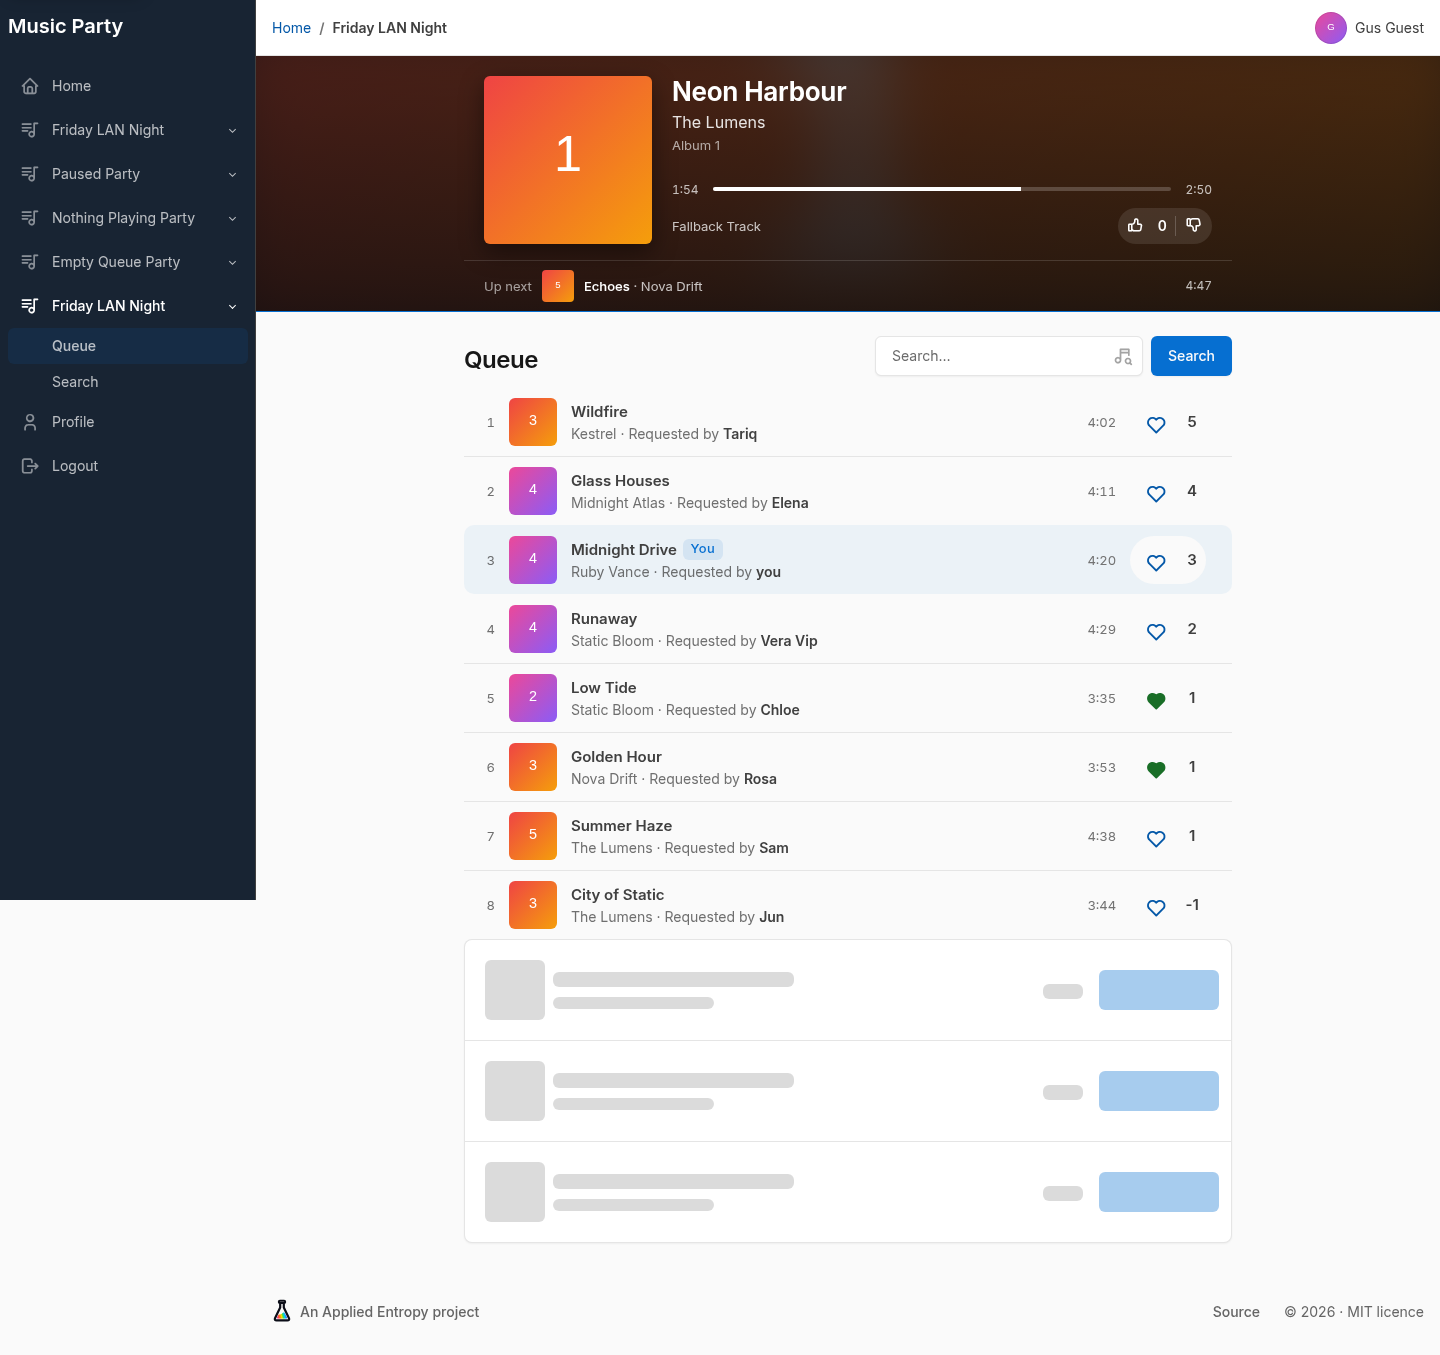 Music Party
Home
Friday LAN Night
Paused Party
Nothing Playing Party
Empty Queue Party
Friday LAN Night
Queue
Search
Profile
Logout
Home / Friday LAN Night
G Gus Guest
1
Neon Harbour
The Lumens
Album 1
1:54 2:50
Fallback Track 0
Up next 5 Echoes · Nova Drift 4:47
Queue
Search... Search
1 3 Wildfire
Kestrel · Requested by Tariq 4:02 5
2 4 Glass Houses
Midnight Atlas · Requested by Elena 4:11 4
3 4 Midnight Drive You
Ruby Vance · Requested by you 4:20 3
4 4 Runaway
Static Bloom · Requested by Vera Vip 4:29 2
5 2 Low Tide
Static Bloom · Requested by Chloe 3:35 1
6 3 Golden Hour
Nova Drift · Requested by Rosa 3:53 1
7 5 Summer Haze
The Lumens · Requested by Sam 4:38 1
8 3 City of Static
The Lumens · Requested by Jun 3:44 -1
An Applied Entropy project
Source © 2026 · MIT licence